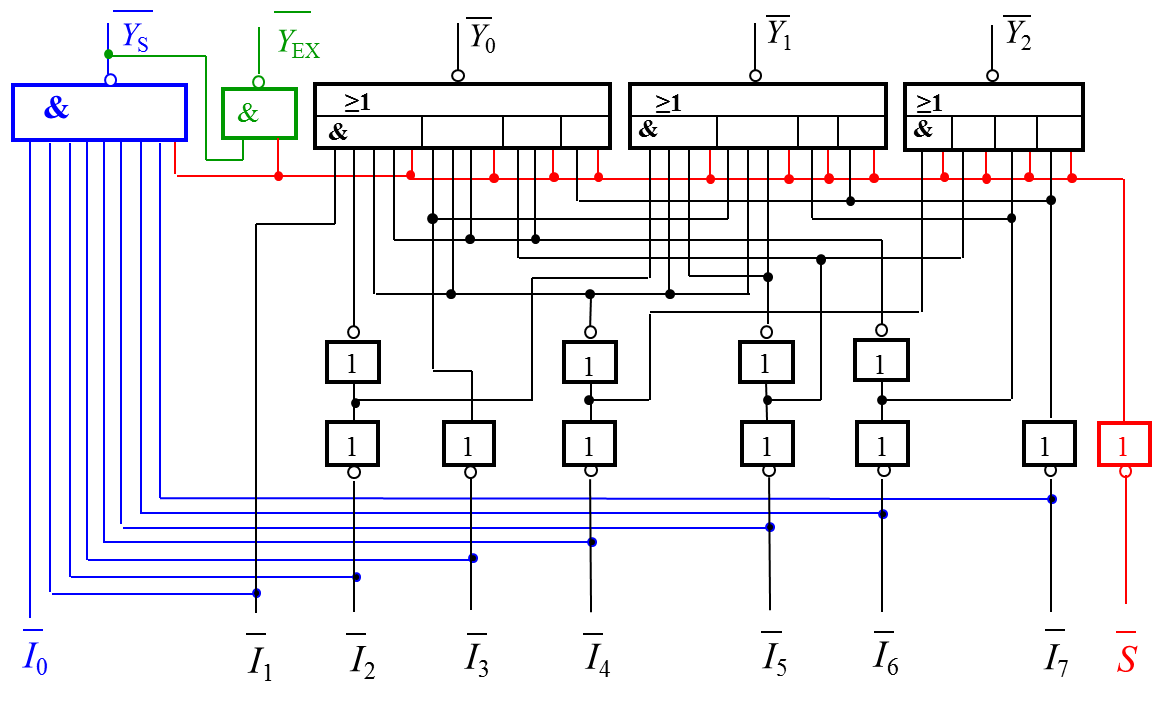 Y̅S Y̅EX Y̅0 Y̅1 Y̅2
& & ≥1 ≥1 ≥1
& & &
1 1 1 1
1 1 1 1 1 1 1
I̅0 I̅1 I̅2 I̅3 I̅4 I̅5 I̅6 I̅7 S̅